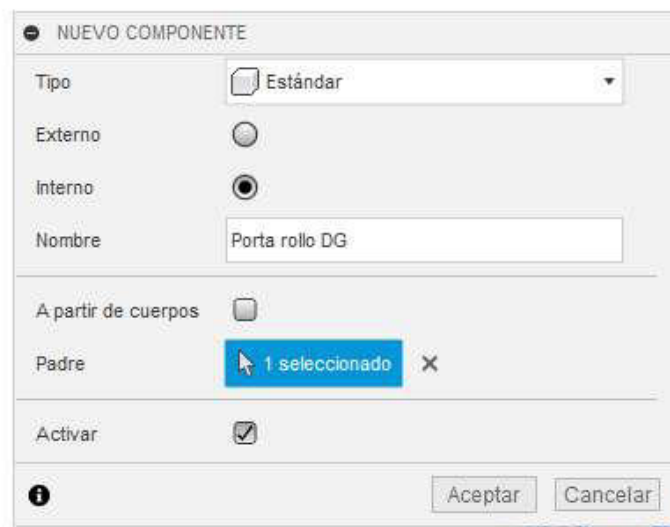 NUEVO COMPONENTE
Tipo Estándar
Externo
Interno
Nombre Porta rollo DG
A partir de cuerpos
Padre 1 seleccionado
Activar
Aceptar Cancelar